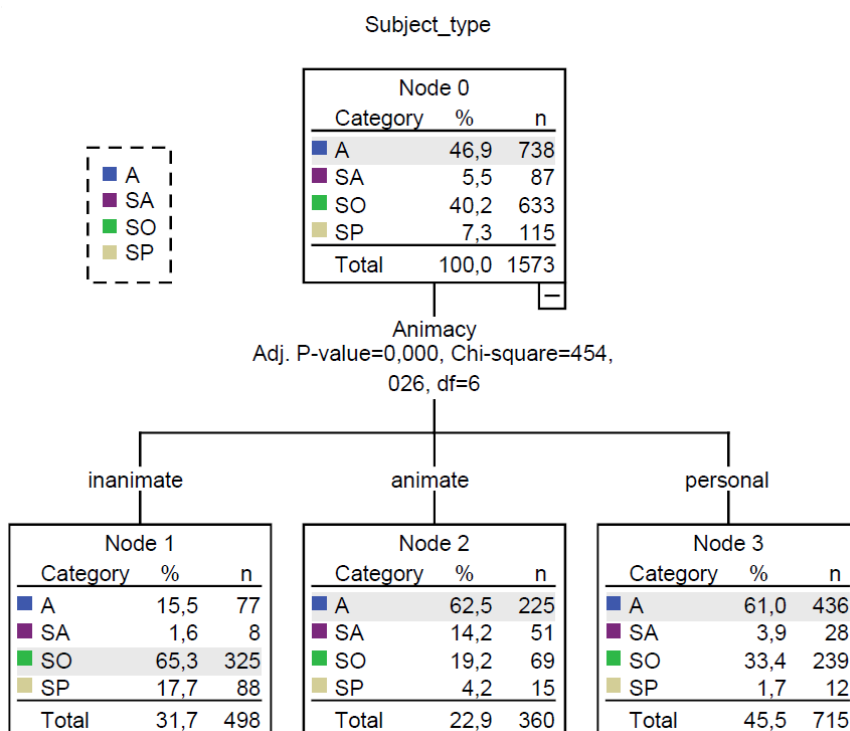 Subject_type
Node 0
Category % n
A 46,9 738
SA 5,5 87
SO 40,2 633
SP 7,3 115
Total 100,0 1573
A
SA
SO
SP
Animacy
Adj. P-value=0,000, Chi-square=454,
026, df=6
inanimate animate personal
Node 1 Node 2 Node 3
Category % n Category % n Category % n
A 15,5 77 A 62,5 225 A 61,0 436
SA 1,6 8 SA 14,2 51 SA 3,9 28
SO 65,3 325 SO 19,2 69 SO 33,4 239
SP 17,7 88 SP 4,2 15 SP 1,7 12
Total 31,7 498 Total 22,9 360 Total 45,5 715